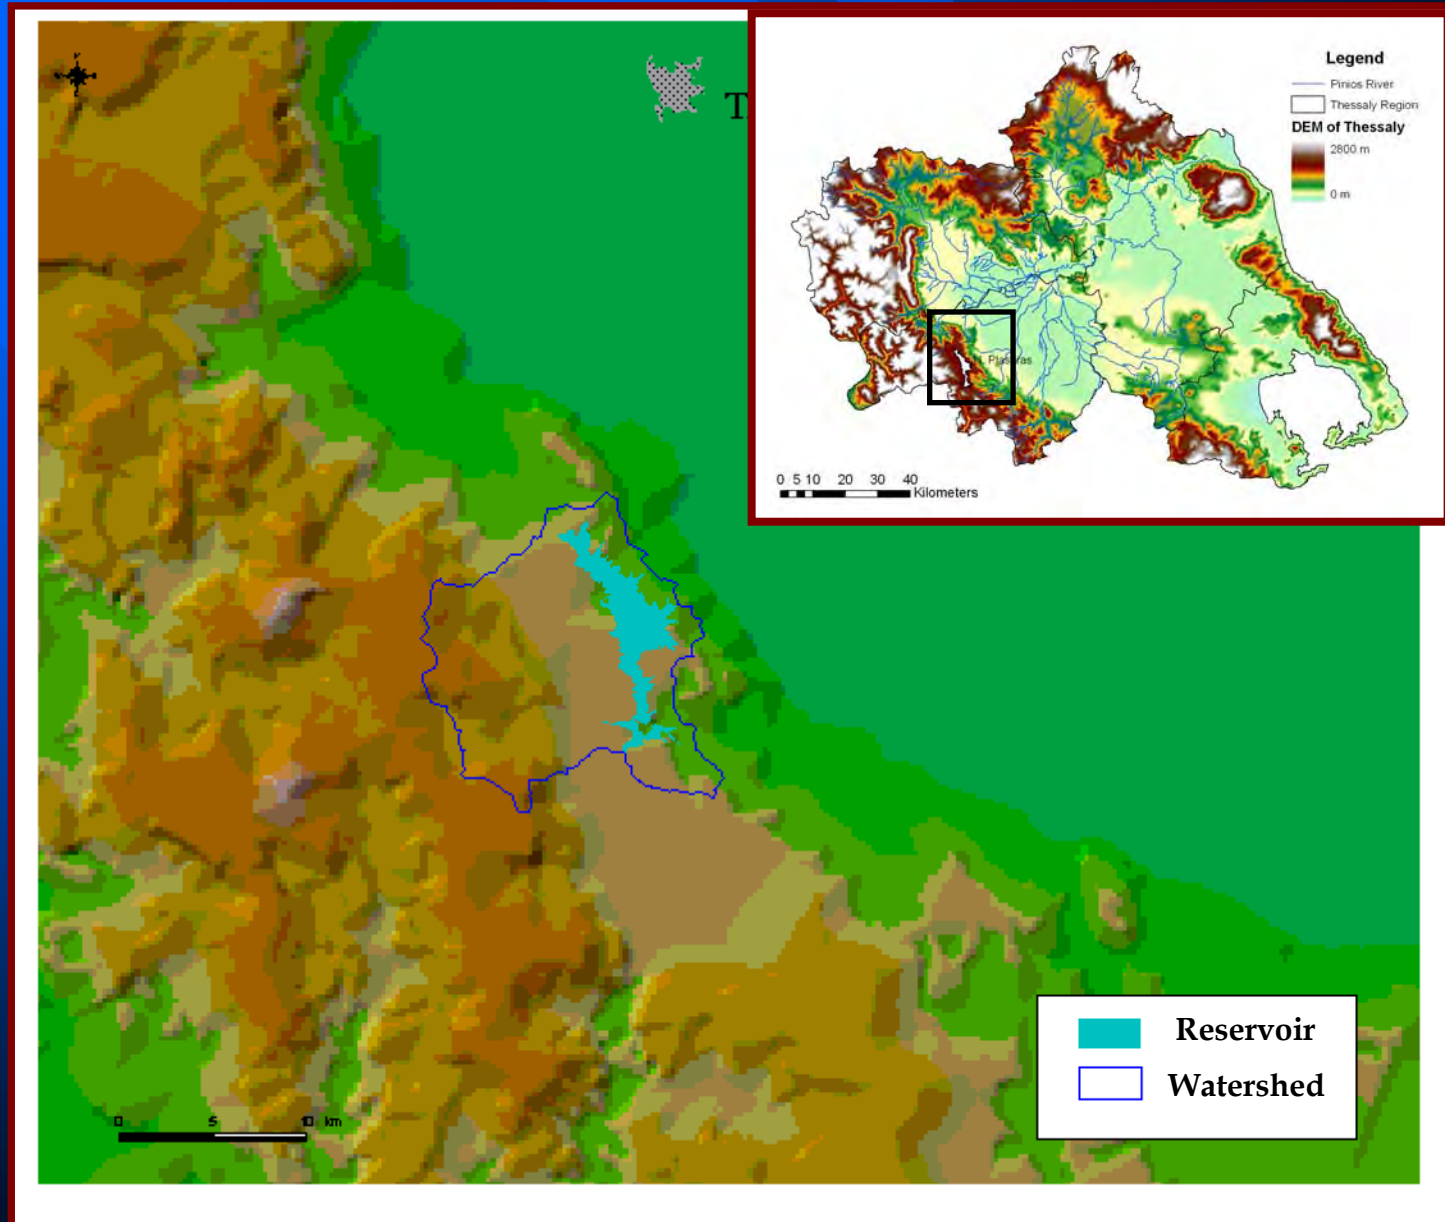 T
Legend
Pinios River
Thessaly Region
DEM of Thessaly
2800 m
0 m
0 5 10 20 30 40
Kilometers
Reservoir
Watershed
0 5 10 km